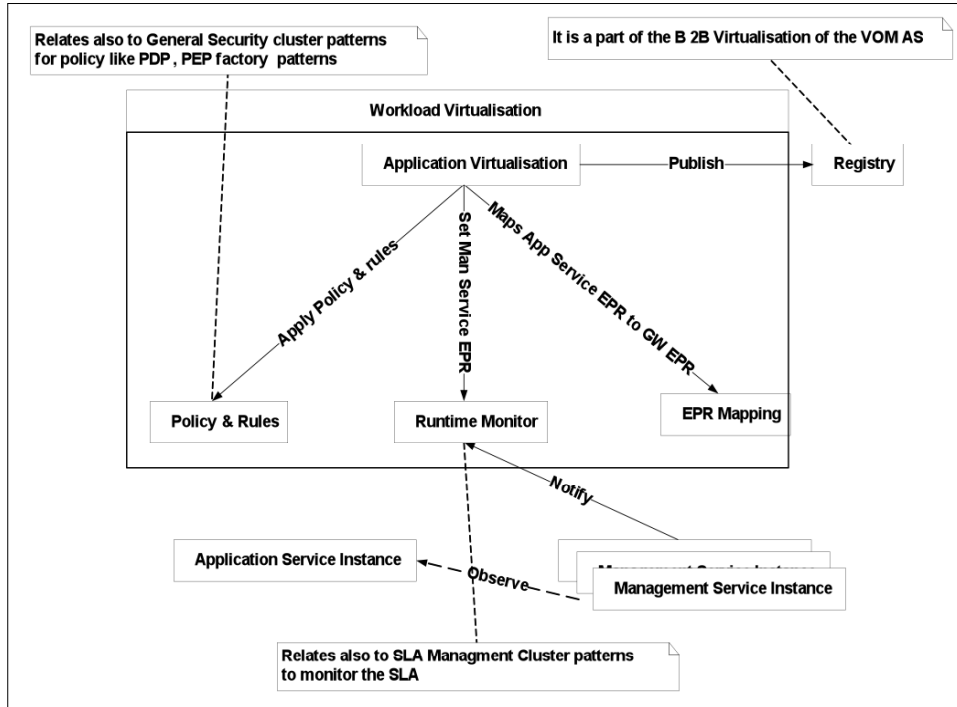 Relates also to General Security cluster patterns
for policy like PDP , PEP factory patterns
It is a part of the B 2B Virtualisation of the VOM AS
Workload Virtualisation
Application Virtualisation
Publish
Registry
Apply Policy & rules
Set Man Service EPR
Maps App Service EPR to GW EPR
Policy & Rules
Runtime Monitor
EPR Mapping
Notify
Application Service Instance
Observe
Management Service Instance
Management Service Instance
Relates also to SLA Managment Cluster patterns
to monitor the SLA